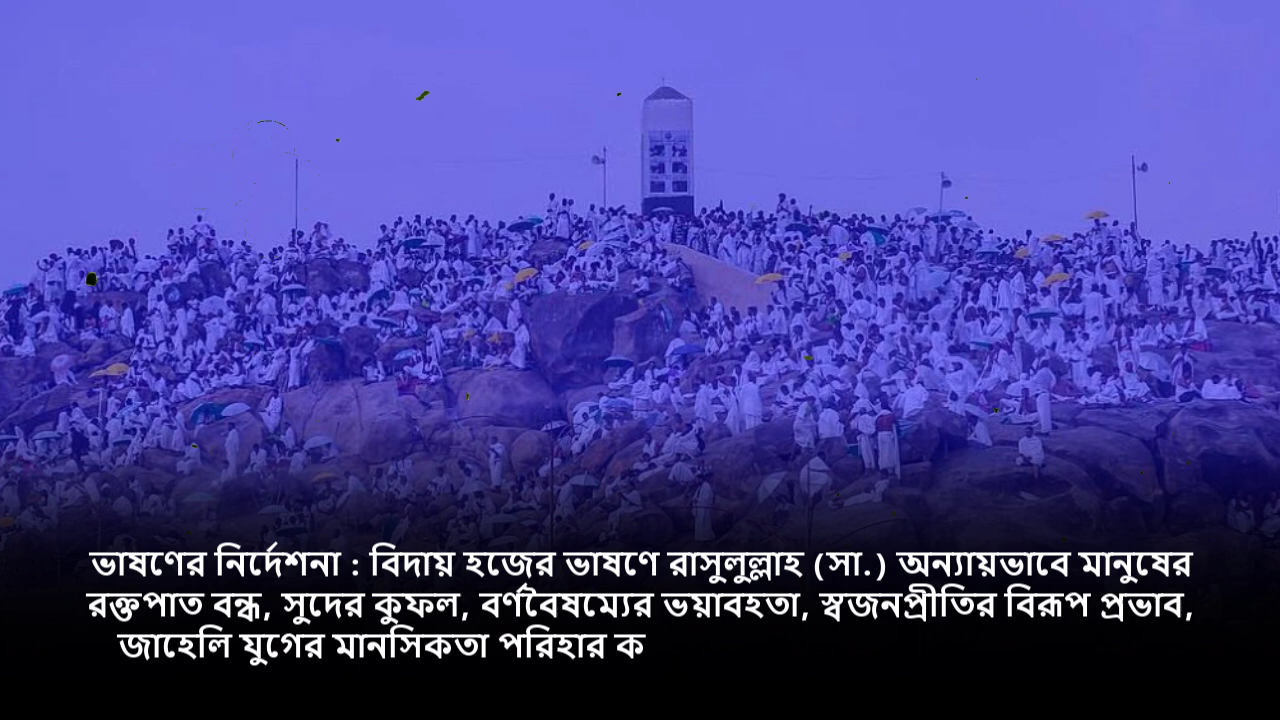 ভাষণের নির্দেশনা : বিদায় হজের ভাষণে রাসুলুল্লাহ (সা.) অন্যায়ভাবে মানুষের
রক্তপাত বন্ধ, সুদের কুফল, বর্ণবৈষম্যের ভয়াবহতা, স্বজনপ্রীতির বিরূপ প্রভাব,
জাহেলি যুগের মানসিকতা পরিহার ক